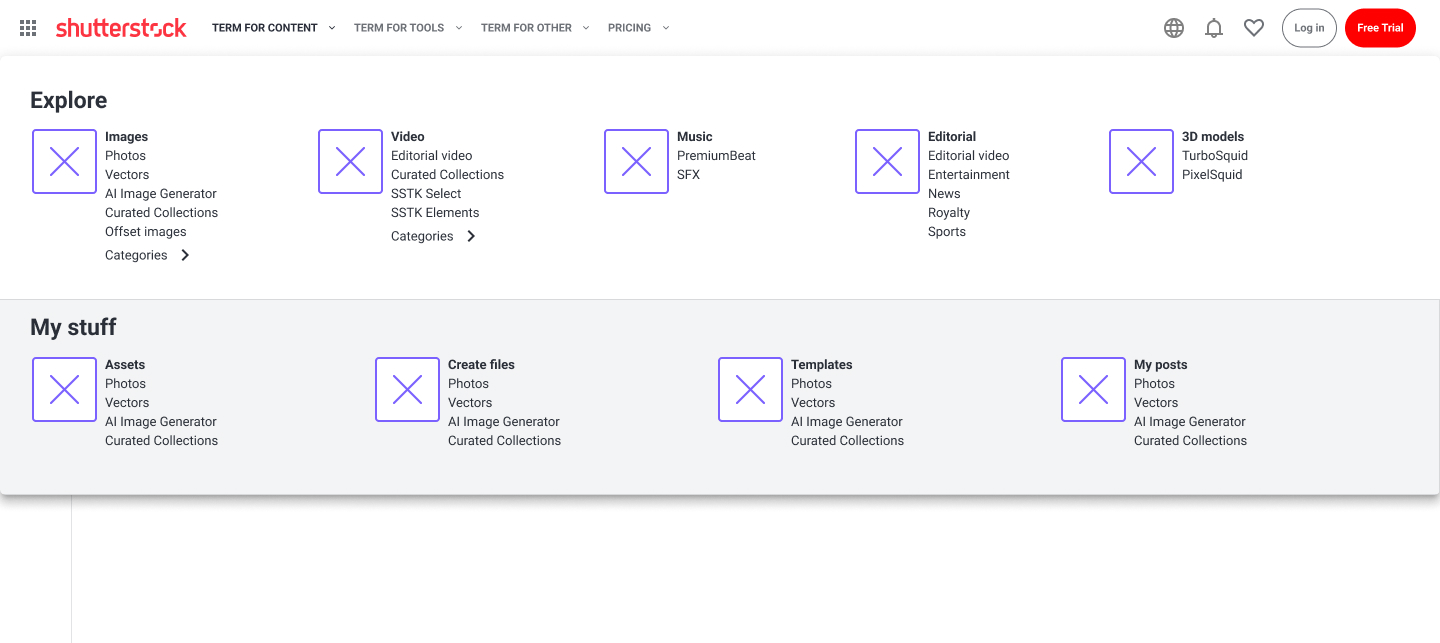 shutterstock TERM FOR CONTENT TERM FOR TOOLS TERM FOR OTHER PRICING Log in Free Trial
Explore
Images
Photos
Vectors
AI Image Generator
Curated Collections
Offset images
Categories
Video
Editorial video
Curated Collections
SSTK Select
SSTK Elements
Categories
Music
PremiumBeat
SFX
Editorial
Editorial video
Entertainment
News
Royalty
Sports
3D models
TurboSquid
PixelSquid
My stuff
Assets
Photos
Vectors
AI Image Generator
Curated Collections
Create files
Photos
Vectors
AI Image Generator
Curated Collections
Templates
Photos
Vectors
AI Image Generator
Curated Collections
My posts
Photos
Vectors
AI Image Generator
Curated Collections